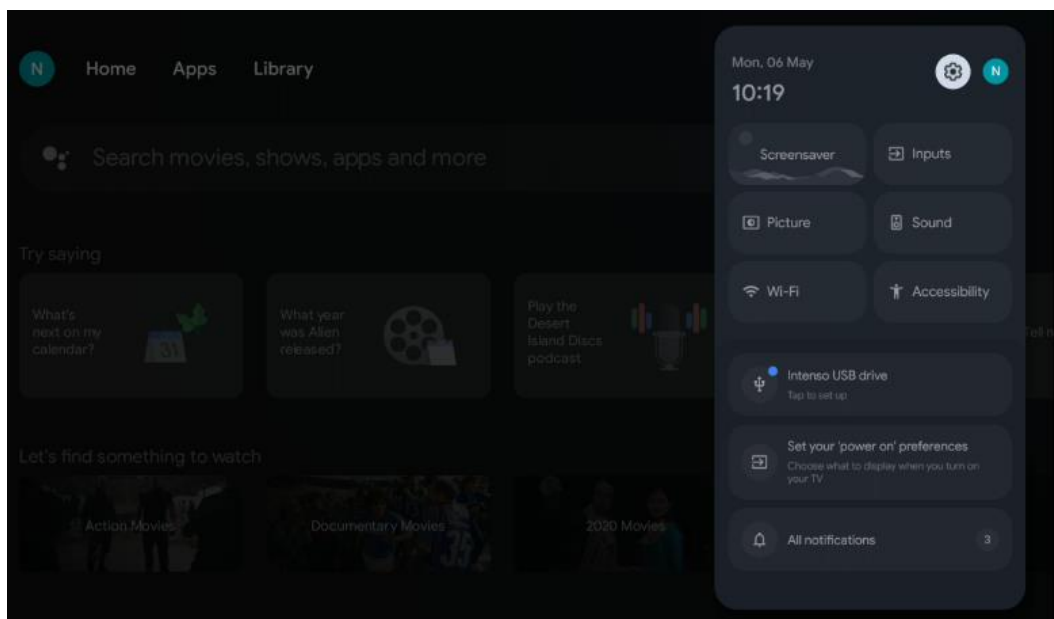 N
Home
Apps
Library
Search movies, shows, apps and more
Try saying
What's
next on my
calendar?
31
What year
was Alien
released?
Play the
Desert
Island Discs
podcast
Tell
Let's find something to watch
Action Movies
Documentary Movies
35
2020 Movies
Mon, 06 May
10:19
N
Screensaver
Inputs
Picture
Sound
Wi-Fi
Accessibility
Intenso USB drive
Tap to set up
Set your 'power on' preferences
Choose what to display when you turn on
your TV
All notifications
3